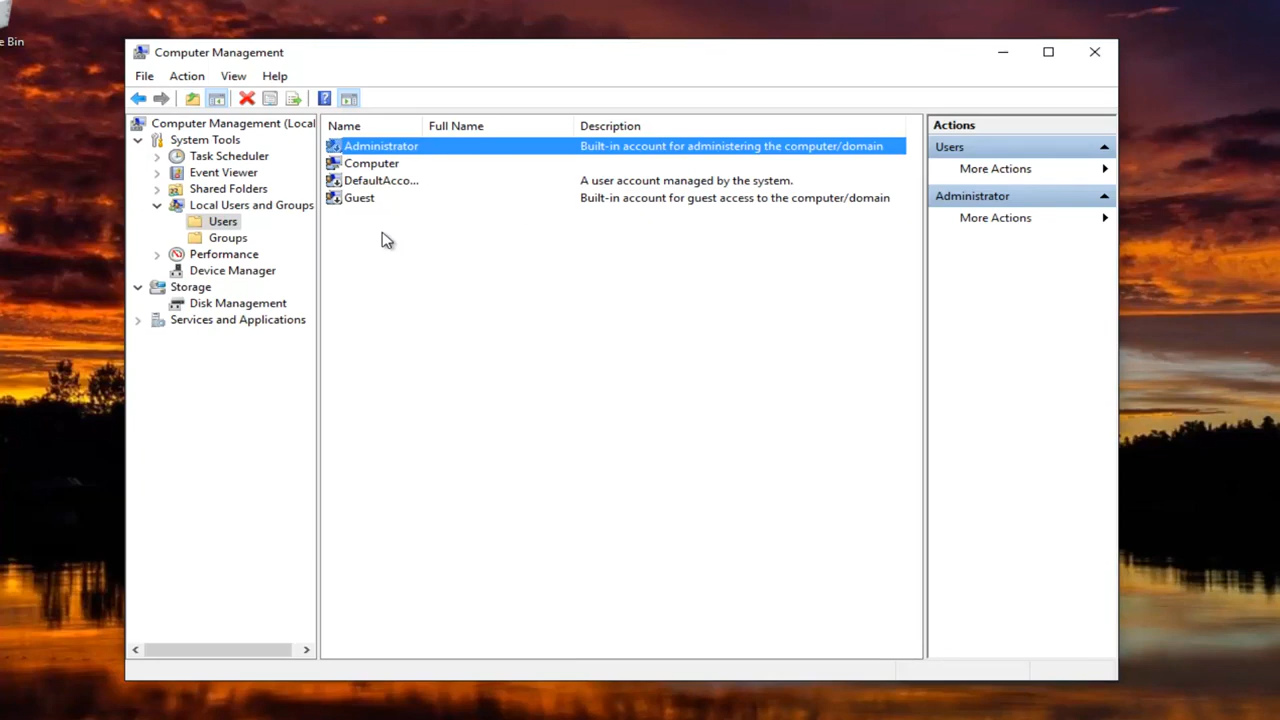 e Bin
Computer Management
File Action View Help
Computer Management (Local
System Tools
Task Scheduler
Event Viewer
Shared Folders
Local Users and Groups
Users
Groups
Performance
Device Manager
Storage
Disk Management
Services and Applications
Name Full Name Description
Administrator Built-in account for administering the computer/domain
Computer
DefaultAcco... A user account managed by the system.
Guest Built-in account for guest access to the computer/domain
Actions
Users
More Actions
Administrator
More Actions